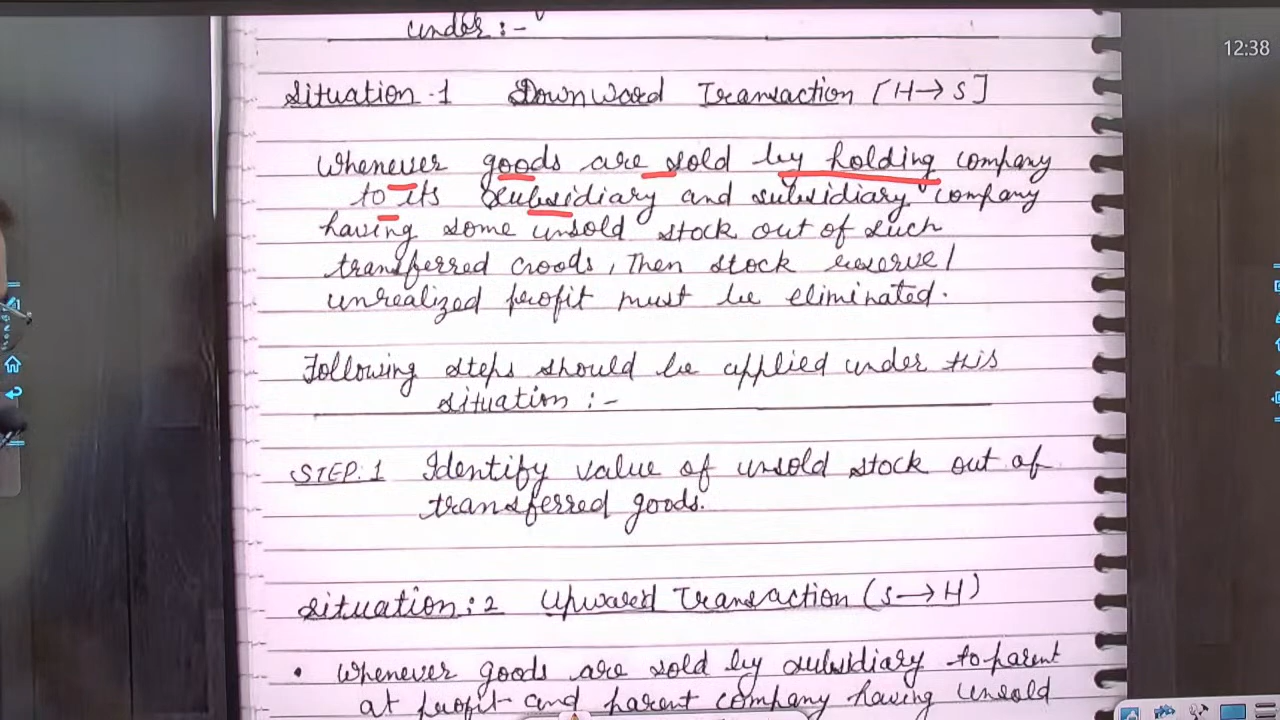 under:-
12:38
Situation-1 Downward Transaction [H→S]
Whenever goods are sold by holding company
to its subsidiary and subsidiary company
having some unsold stock out of such
transferred Goods, Then stock reserve/
unrealized profit must be eliminated.
Following steps should be applied under this
situation:-
STEP:1 Identify value of unsold stock out of
transferred goods.
Situation:2 Upward Transaction (S→H)
• Whenever goods are sold by subsidiary to parent
at profit and parent company having unsold